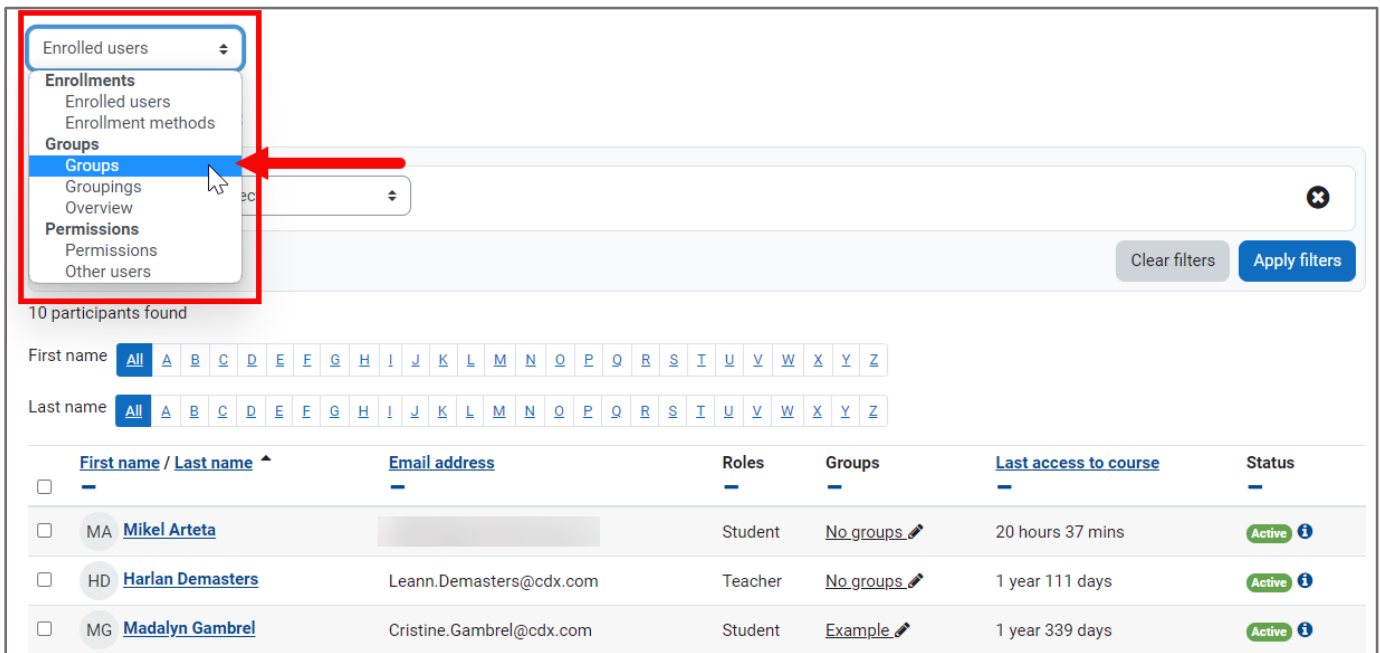 Enrolled users
Enrollments
Enrolled users
Enrollment methods
Groups
Groups
Groupings
Overview
Permissions
Permissions
Other users
Clear filters Apply filters
10 participants found
First name All A B C D E F G H I J K L M N O P Q R S T U V W X Y Z
Last name All A B C D E F G H I J K L M N O P Q R S T U V W X Y Z
First name / Last name Email address Roles Groups Last access to course Status
MA Mikel Arteta Student No groups 20 hours 37 mins Active
HD Harlan Demasters Leann.Demasters@cdx.com Teacher No groups 1 year 111 days Active
MG Madalyn Gambrel Cristine.Gambrel@cdx.com Student Example 1 year 339 days Active